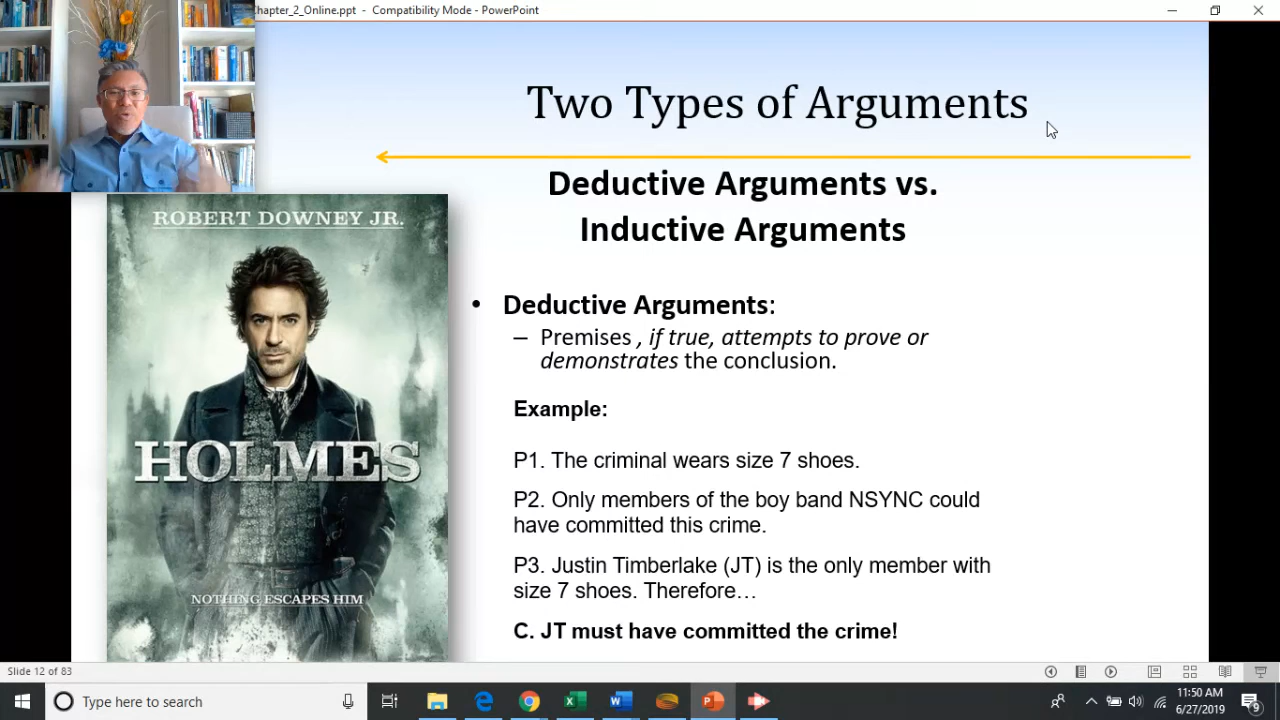 Chapter_2_Online.ppt - Compatibility Mode - PowerPoint
Two Types of Arguments
Deductive Arguments vs.
Inductive Arguments
ROBERT DOWNEY JR.
HOLMES
NOTHING ESCAPES HIM
• Deductive Arguments:
– Premises , if true, attempts to prove or
demonstrates the conclusion.
Example:
P1. The criminal wears size 7 shoes.
P2. Only members of the boy band NSYNC could
have committed this crime.
P3. Justin Timberlake (JT) is the only member with
size 7 shoes. Therefore…
C. JT must have committed the crime!
Slide 12 of 83
Type here to search
11:50 AM
6/27/2019
9